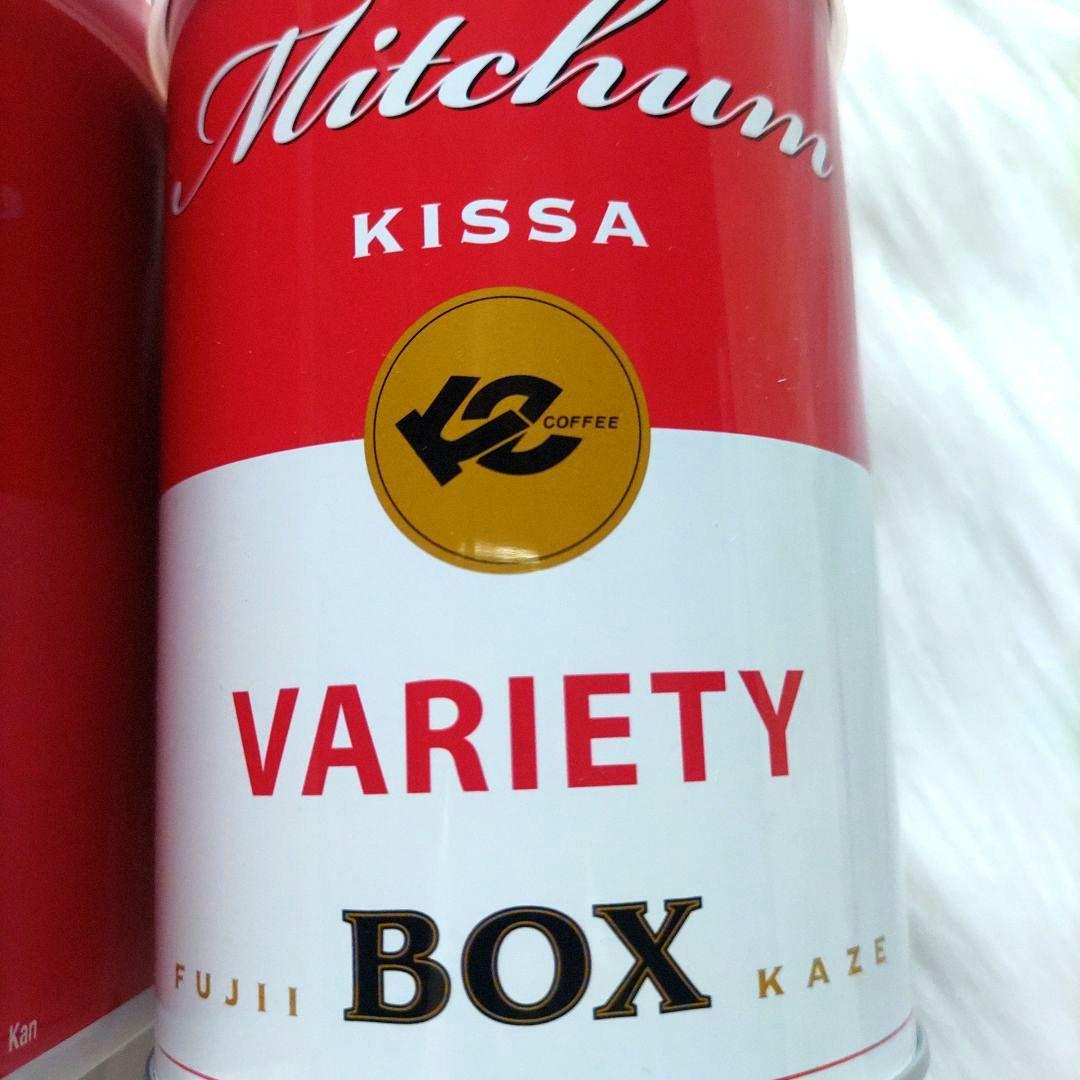 Mitchum
KISSA
COFFEE
VARIETY
BOX
FUJII KAZE
Kan